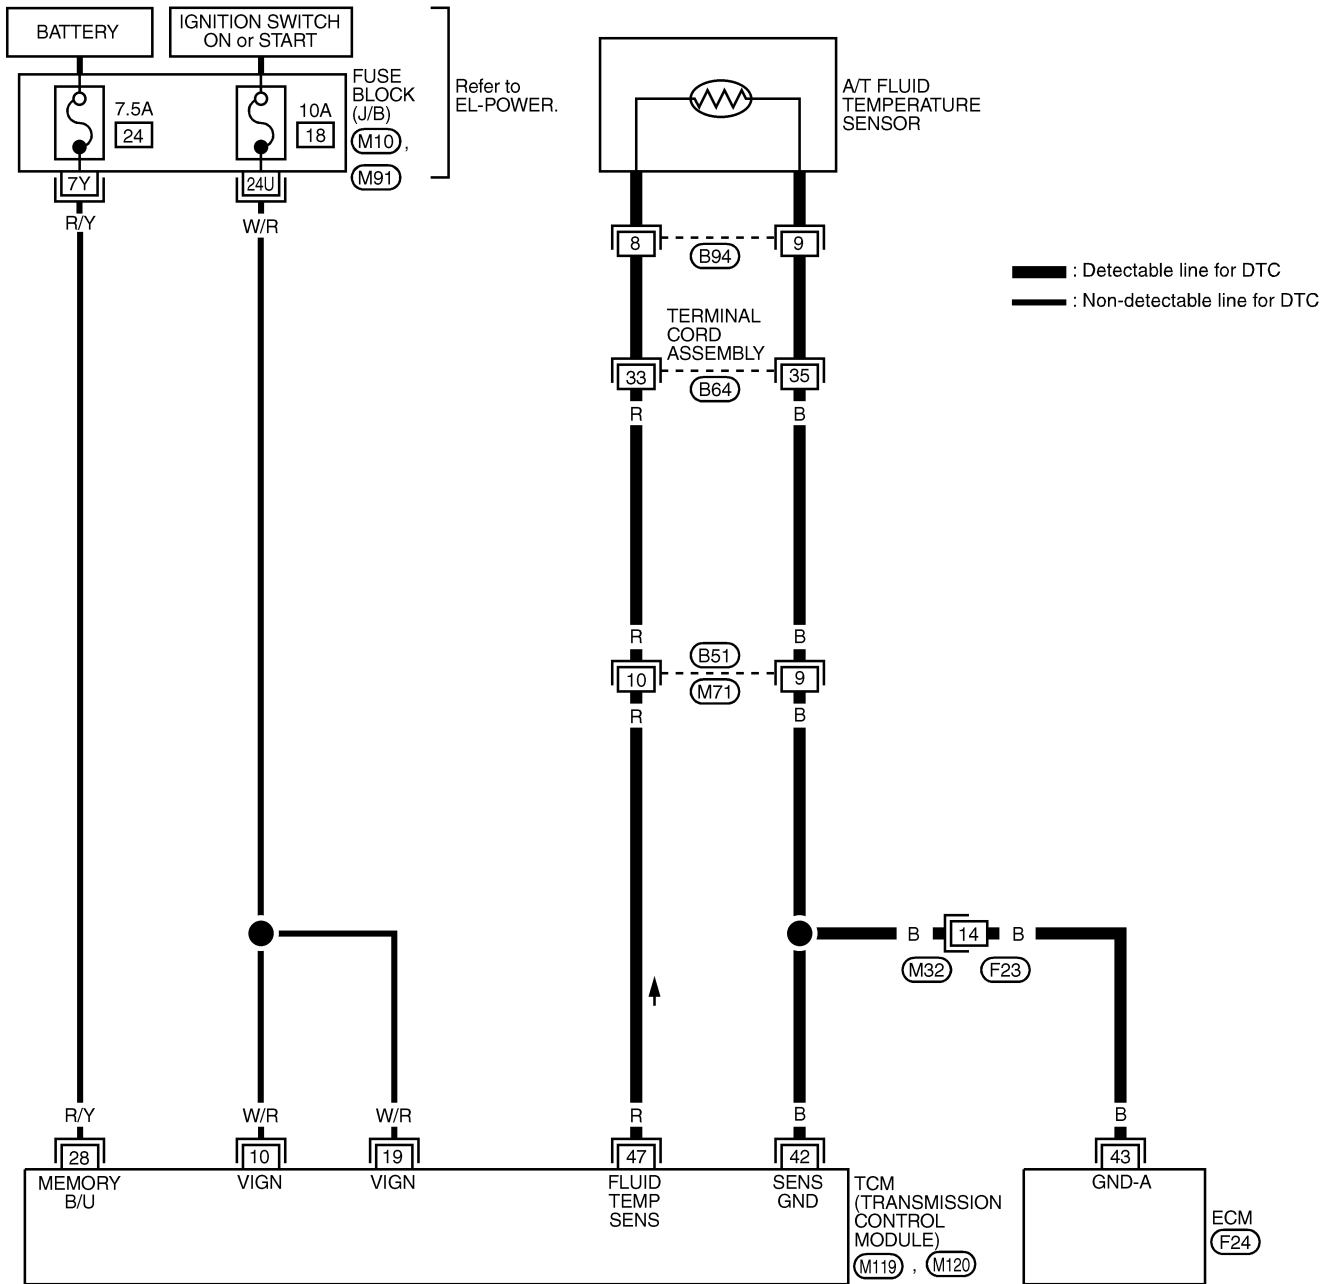 BATTERY
IGNITION SWITCH
ON or START
7.5A
24
10A
18
FUSE
BLOCK
(J/B)
M10 ,
M91
Refer to
EL-POWER.
7Y
24U
R/Y
W/R
A/T FLUID
TEMPERATURE
SENSOR
8
9
B94
: Detectable line for DTC
: Non-detectable line for DTC
TERMINAL
CORD
ASSEMBLY
33
35
B64
R
B
R
B
B51
10
9
M71
R
B
B
14
B
M32
F23
R/Y
W/R
W/R
R
B
B
28
10
19
47
42
43
MEMORY
B/U
VIGN
VIGN
FLUID
TEMP
SENS
SENS
GND
TCM
(TRANSMISSION
CONTROL
MODULE)
M119 , M120
GND-A
ECM
F24